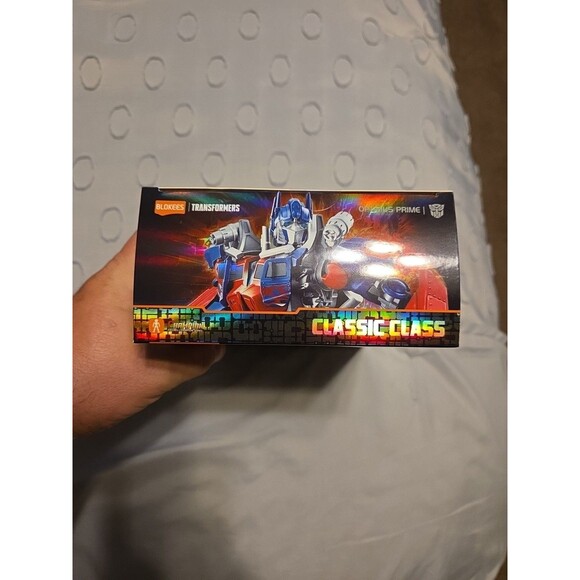 BLOKEES | TRANSFORMERS
OPTIMUS PRIME |
CLASSIC CLASS